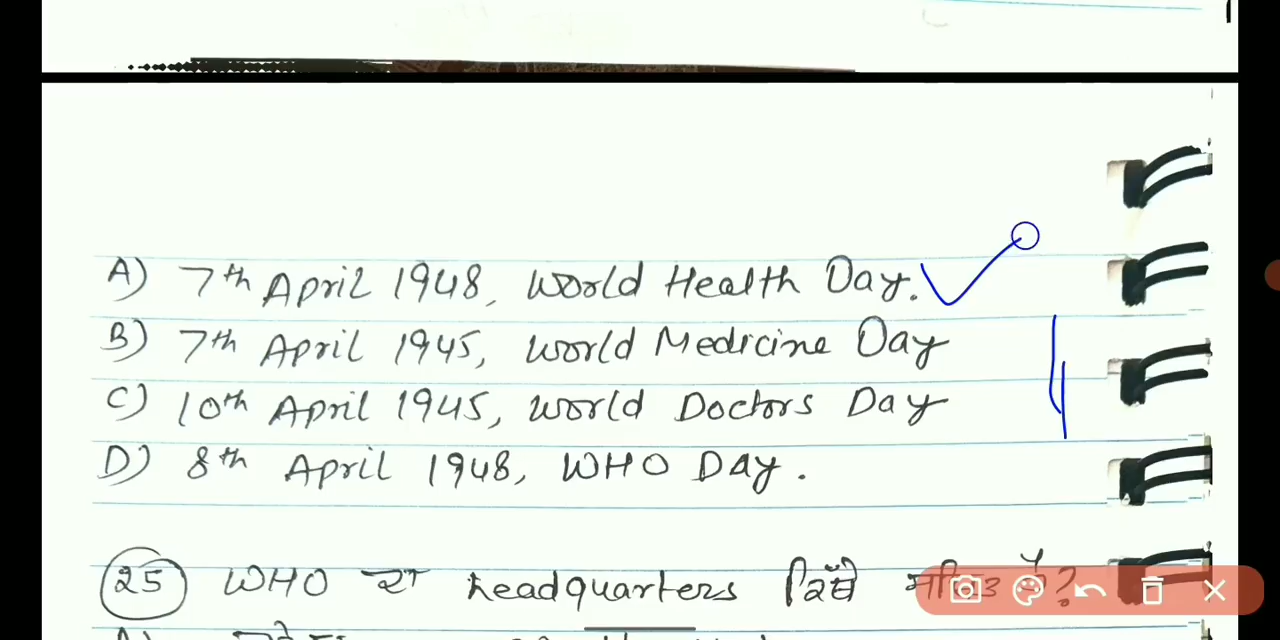 A) 7th April 1948, World Health Day.
B) 7th April 1945, World Medicine Day
C) 10th April 1945, World Doctors Day
D) 8th April 1948, WHO Day.
25 WHO ਦਾ headquarters ਕਿੱਥੇ ਸਥਿਤ ਹੈ?
A)